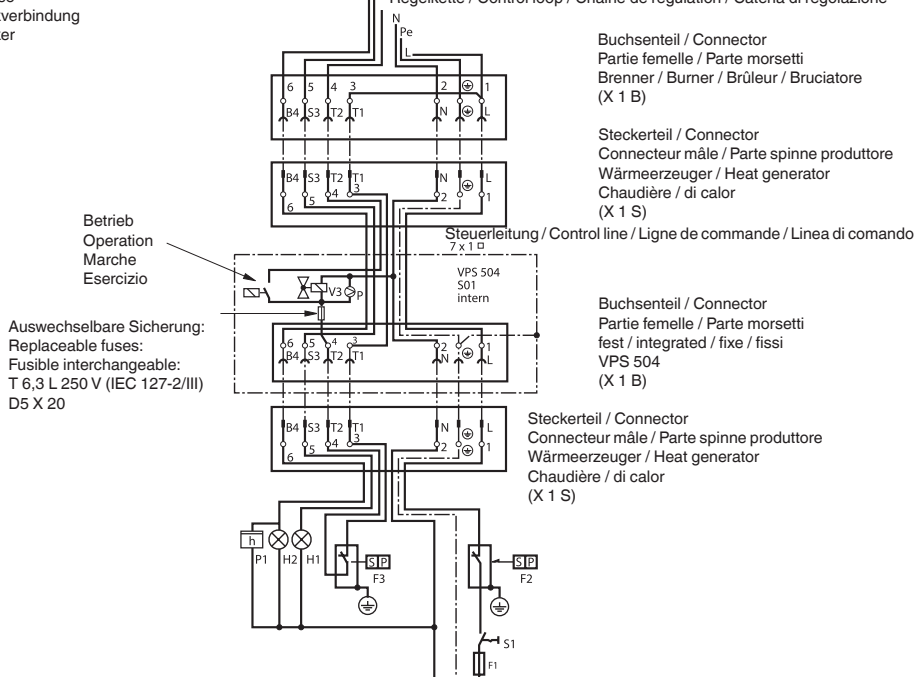 kverbindung
ker
Regelkette / Control loop / Chaîne de régulation / Catena di regolazione
N
Pe
L
Buchsenteil / Connector
Partie femelle / Parte morsetti
Brenner / Burner / Brûleur / Bruciatore
(X 1 B)
6 5 4 3 2 1
B4 S3 T2 T1 N L
Steckerteil / Connector
Connecteur mâle / Parte spinne produttore
Wärmeerzeuger / Heat generator
Chaudière / di calor
(X 1 S)
B4 S3 T2 T1 N L
6 5 4 3 2 1
Steuerleitung / Control line / Ligne de commande / Linea di comando
7 x 1
Betrieb
Operation
Marche
Esercizio
V3
P
VPS 504
S01
intern
Auswechselbare Sicherung:
Replaceable fuses:
Fusible interchangeable:
T 6,3 L 250 V (IEC 127-2/III)
D5 X 20
Buchsenteil / Connector
Partie femelle / Parte morsetti
fest / integrated / fixe / fissi
VPS 504
(X 1 B)
6 5 4 3 2 1
B4 S3 T2 T1 N L
Steckerteil / Connector
Connecteur mâle / Parte spinne produttore
Wärmeerzeuger / Heat generator
Chaudière / di calor
(X 1 S)
B4 S3 T2 T1 N L
6 5 4 3 2 1
h
P1 H2 H1
S P
F3
S P
F2
S1
F1